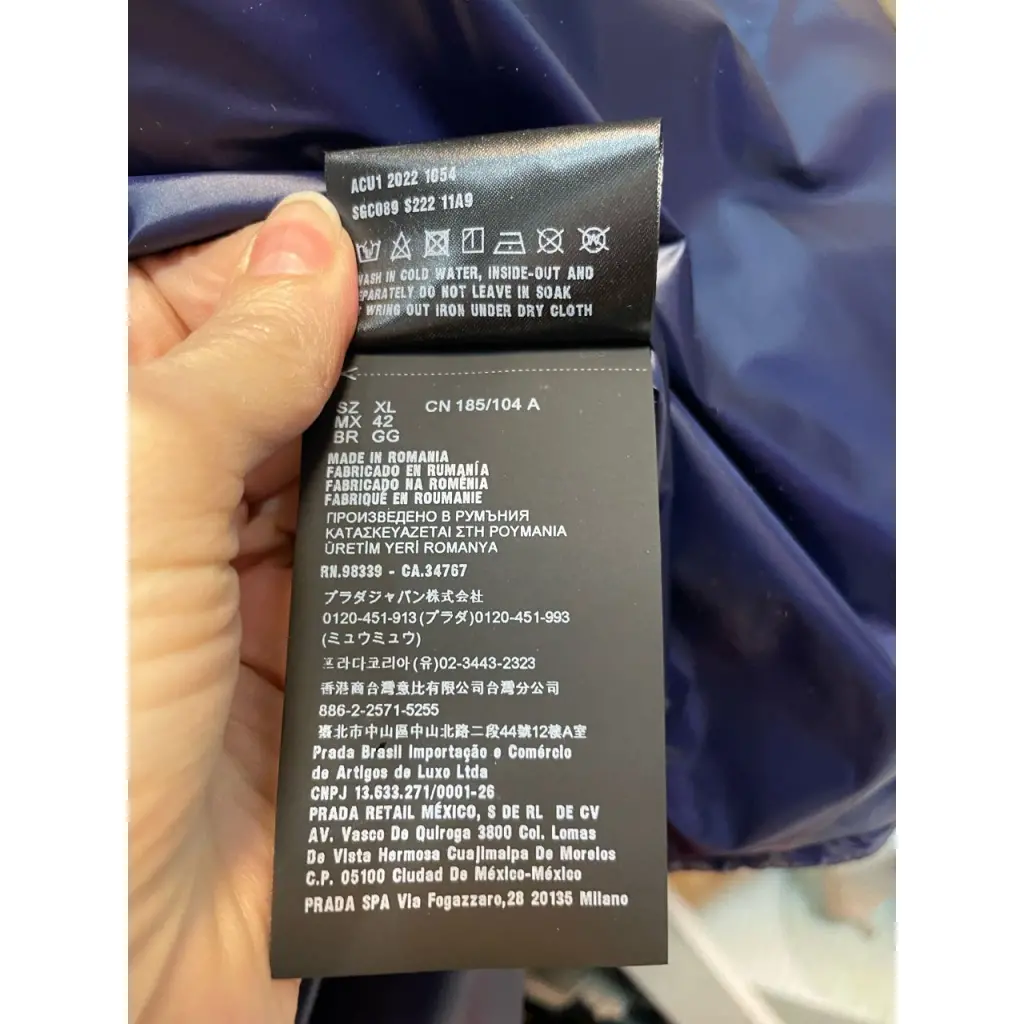 ACU1 2022 1054
SGC089 S222 11A9
WASH IN COLD WATER, INSIDE-OUT AND
SEPARATELY DO NOT LEAVE IN SOAK
WRING OUT IRON UNDER DRY CLOTH
SZ XL CN 185/104 A
MX 42
BR GG
MADE IN ROMANIA
FABRICADO EN RUMANÍA
FABRICADO NA ROMÊNIA
FABRIQUÉ EN ROUMANIE
ПРОИЗВЕДЕНО В РУМЪНИЯ
ΚΑΤΑΣΚΕΥΑΖΕΤΑΙ ΣΤΗ ΡΟΥΜΑΝΙΑ
ÜRETİM YERİ ROMANYA
RN.98339 - CA.34767
プラダジャパン株式会社
0120-451-913(プラダ)0120-451-993
(ミュウミュウ)
프라다코리아(유)02-3443-2323
香港商台灣意比有限公司台灣分公司
886-2-2571-5255
臺北市中山區中山北路二段44號12樓A室
Prada Brasil Importação e Comércio
de Artigos de Luxo Ltda
CNPJ 13.633.271/0001-26
PRADA RETAIL MÉXICO, S DE RL DE CV
AV. Vasco De Quiroga 3800 Col. Lomas
De Vista Hermosa Cuajimalpa De Morelos
C.P. 05100 Ciudad De México-México
PRADA SPA Via Fogazzaro,28 20135 Milano